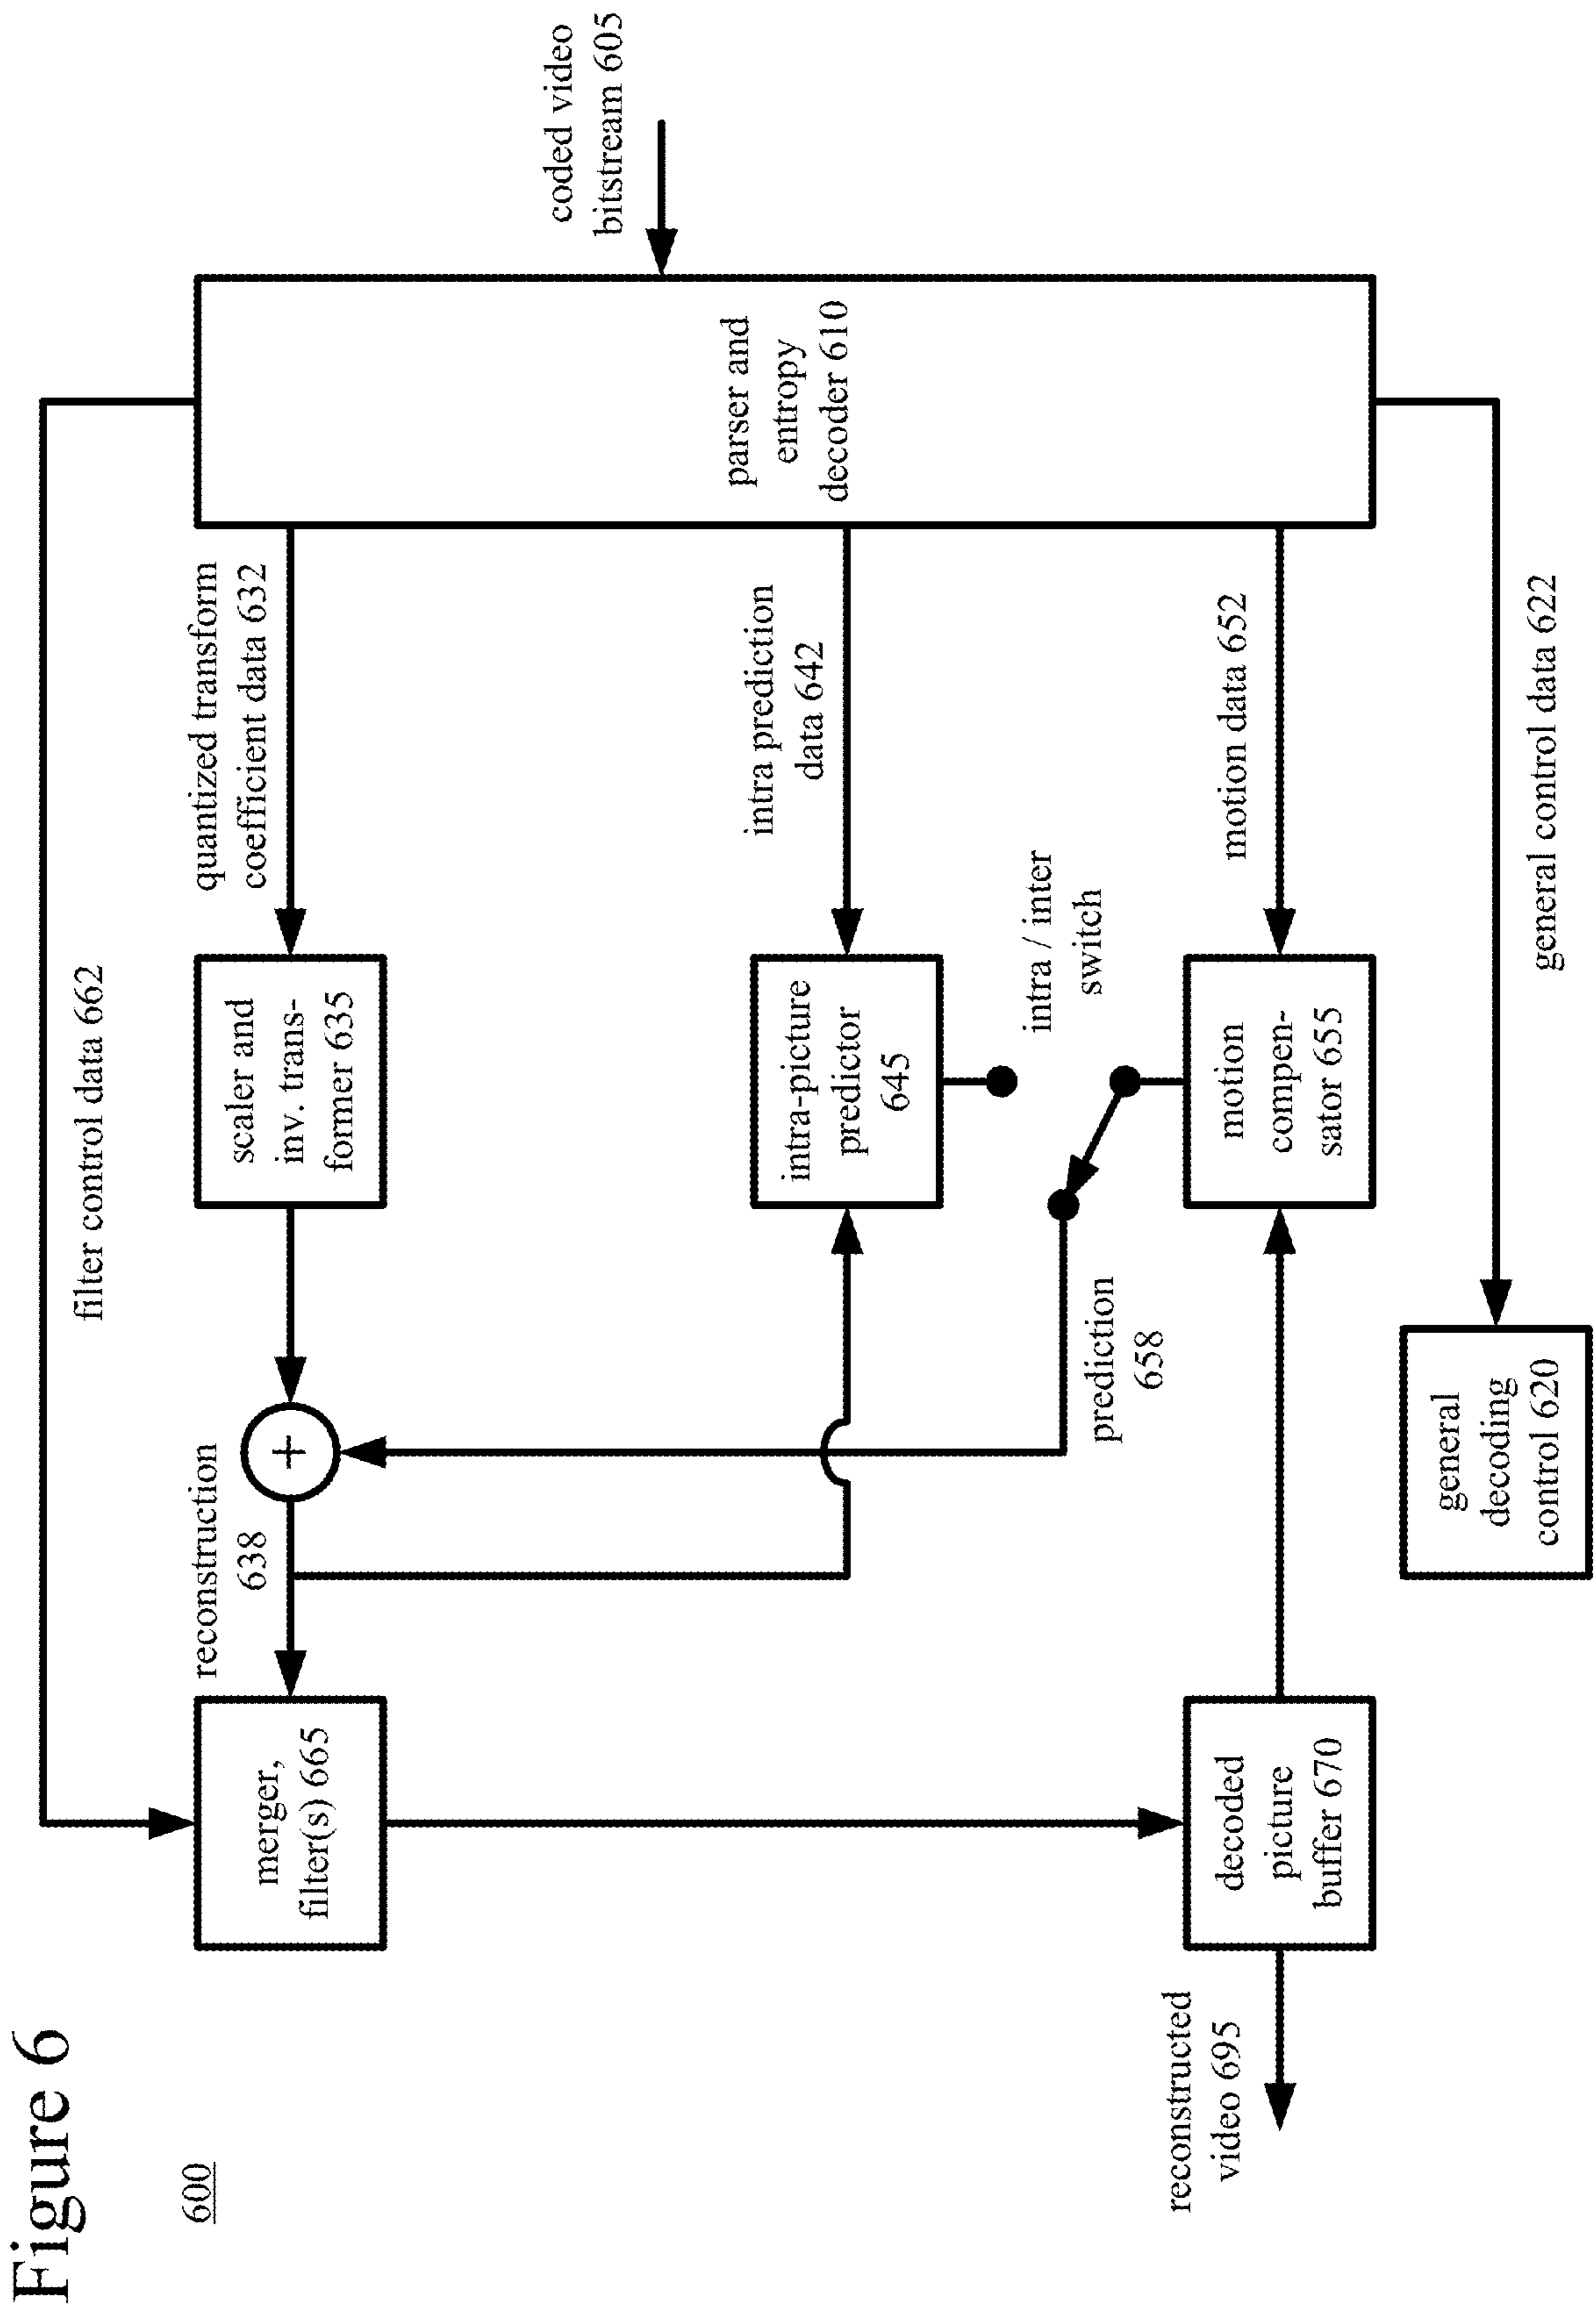 Figure 6
600
coded video
bitstream 605
parser and
entropy
decoder 610
filter control data 662
quantized transform
coefficient data 632
scaler and
inv. trans-
former 635
+
reconstruction
638
merger,
filter(s) 665
intra prediction
data 642
intra-picture
predictor
645
intra / inter
switch
prediction
658
motion data 652
motion
compen-
sator 655
decoded
picture
buffer 670
reconstructed
video 695
general control data 622
general
decoding
control 620